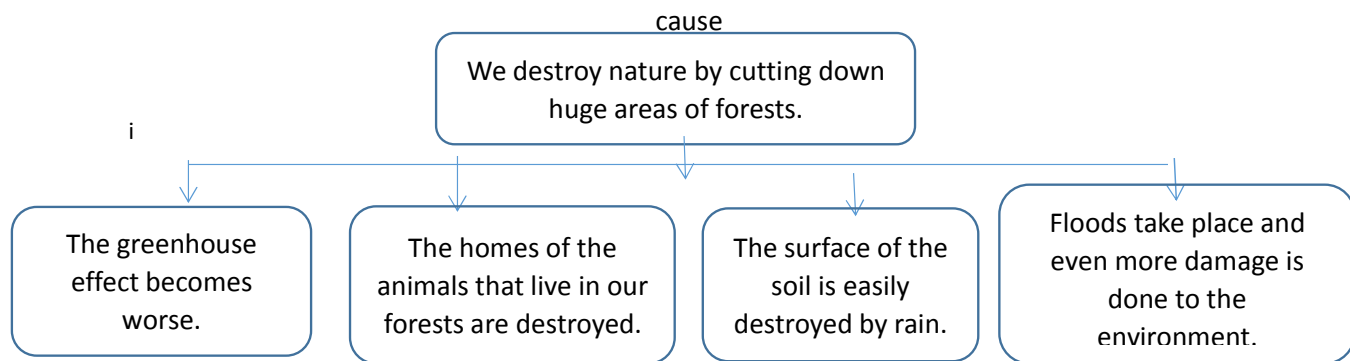 cause
We destroy nature by cutting down
huge areas of forests.
i
The greenhouse
effect becomes
worse.
The homes of the
animals that live in our
forests are destroyed.
The surface of the
soil is easily
destroyed by rain.
Floods take place and
even more damage is
done to the
environment.